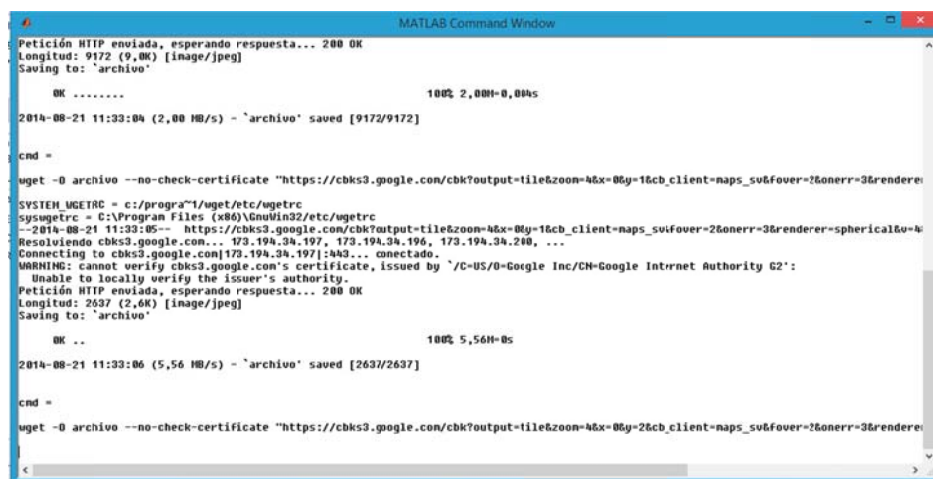 MATLAB Command Window
Petición HTTP enviada, esperando respuesta... 200 OK
Longitud: 9172 (9,0K) [image/jpeg]
Saving to: `archivo'
0K ........ 100% 2,00M=0,004s
2014-08-21 11:33:04 (2,00 MB/s) - `archivo' saved [9172/9172]
cmd =
wget -O archivo --no-check-certificate "https://cbks3.google.com/cbk?output=tile&zoom=4&x=0&y=1&cb_client=maps_sv&fover=2&onerr=3&renderer
SYSTEM_WGETRC = c:/progra~1/wget/etc/wgetrc
syswgetrc = C:\Program Files (x86)\GnuWin32/etc/wgetrc
--2014-08-21 11:33:05-- https://cbks3.google.com/cbk?output=tile&zoom=4&x=0&y=1&cb_client=maps_sv&fover=2&onerr=3&renderer=spherical&v=4
Resolviendo cbks3.google.com... 173.194.34.197, 173.194.34.196, 173.194.34.200, ...
Connecting to cbks3.google.com|173.194.34.197|:443... conectado.
WARNING: cannot verify cbks3.google.com's certificate, issued by `/C=US/O=Google Inc/CN=Google Internet Authority G2':
Unable to locally verify the issuer's authority.
Petición HTTP enviada, esperando respuesta... 200 OK
Longitud: 2637 (2,6K) [image/jpeg]
Saving to: `archivo'
0K .. 100% 5,56M=0s
2014-08-21 11:33:06 (5,56 MB/s) - `archivo' saved [2637/2637]
cmd =
wget -O archivo --no-check-certificate "https://cbks3.google.com/cbk?output=tile&zoom=4&x=0&y=2&cb_client=maps_sv&fover=2&onerr=3&renderer